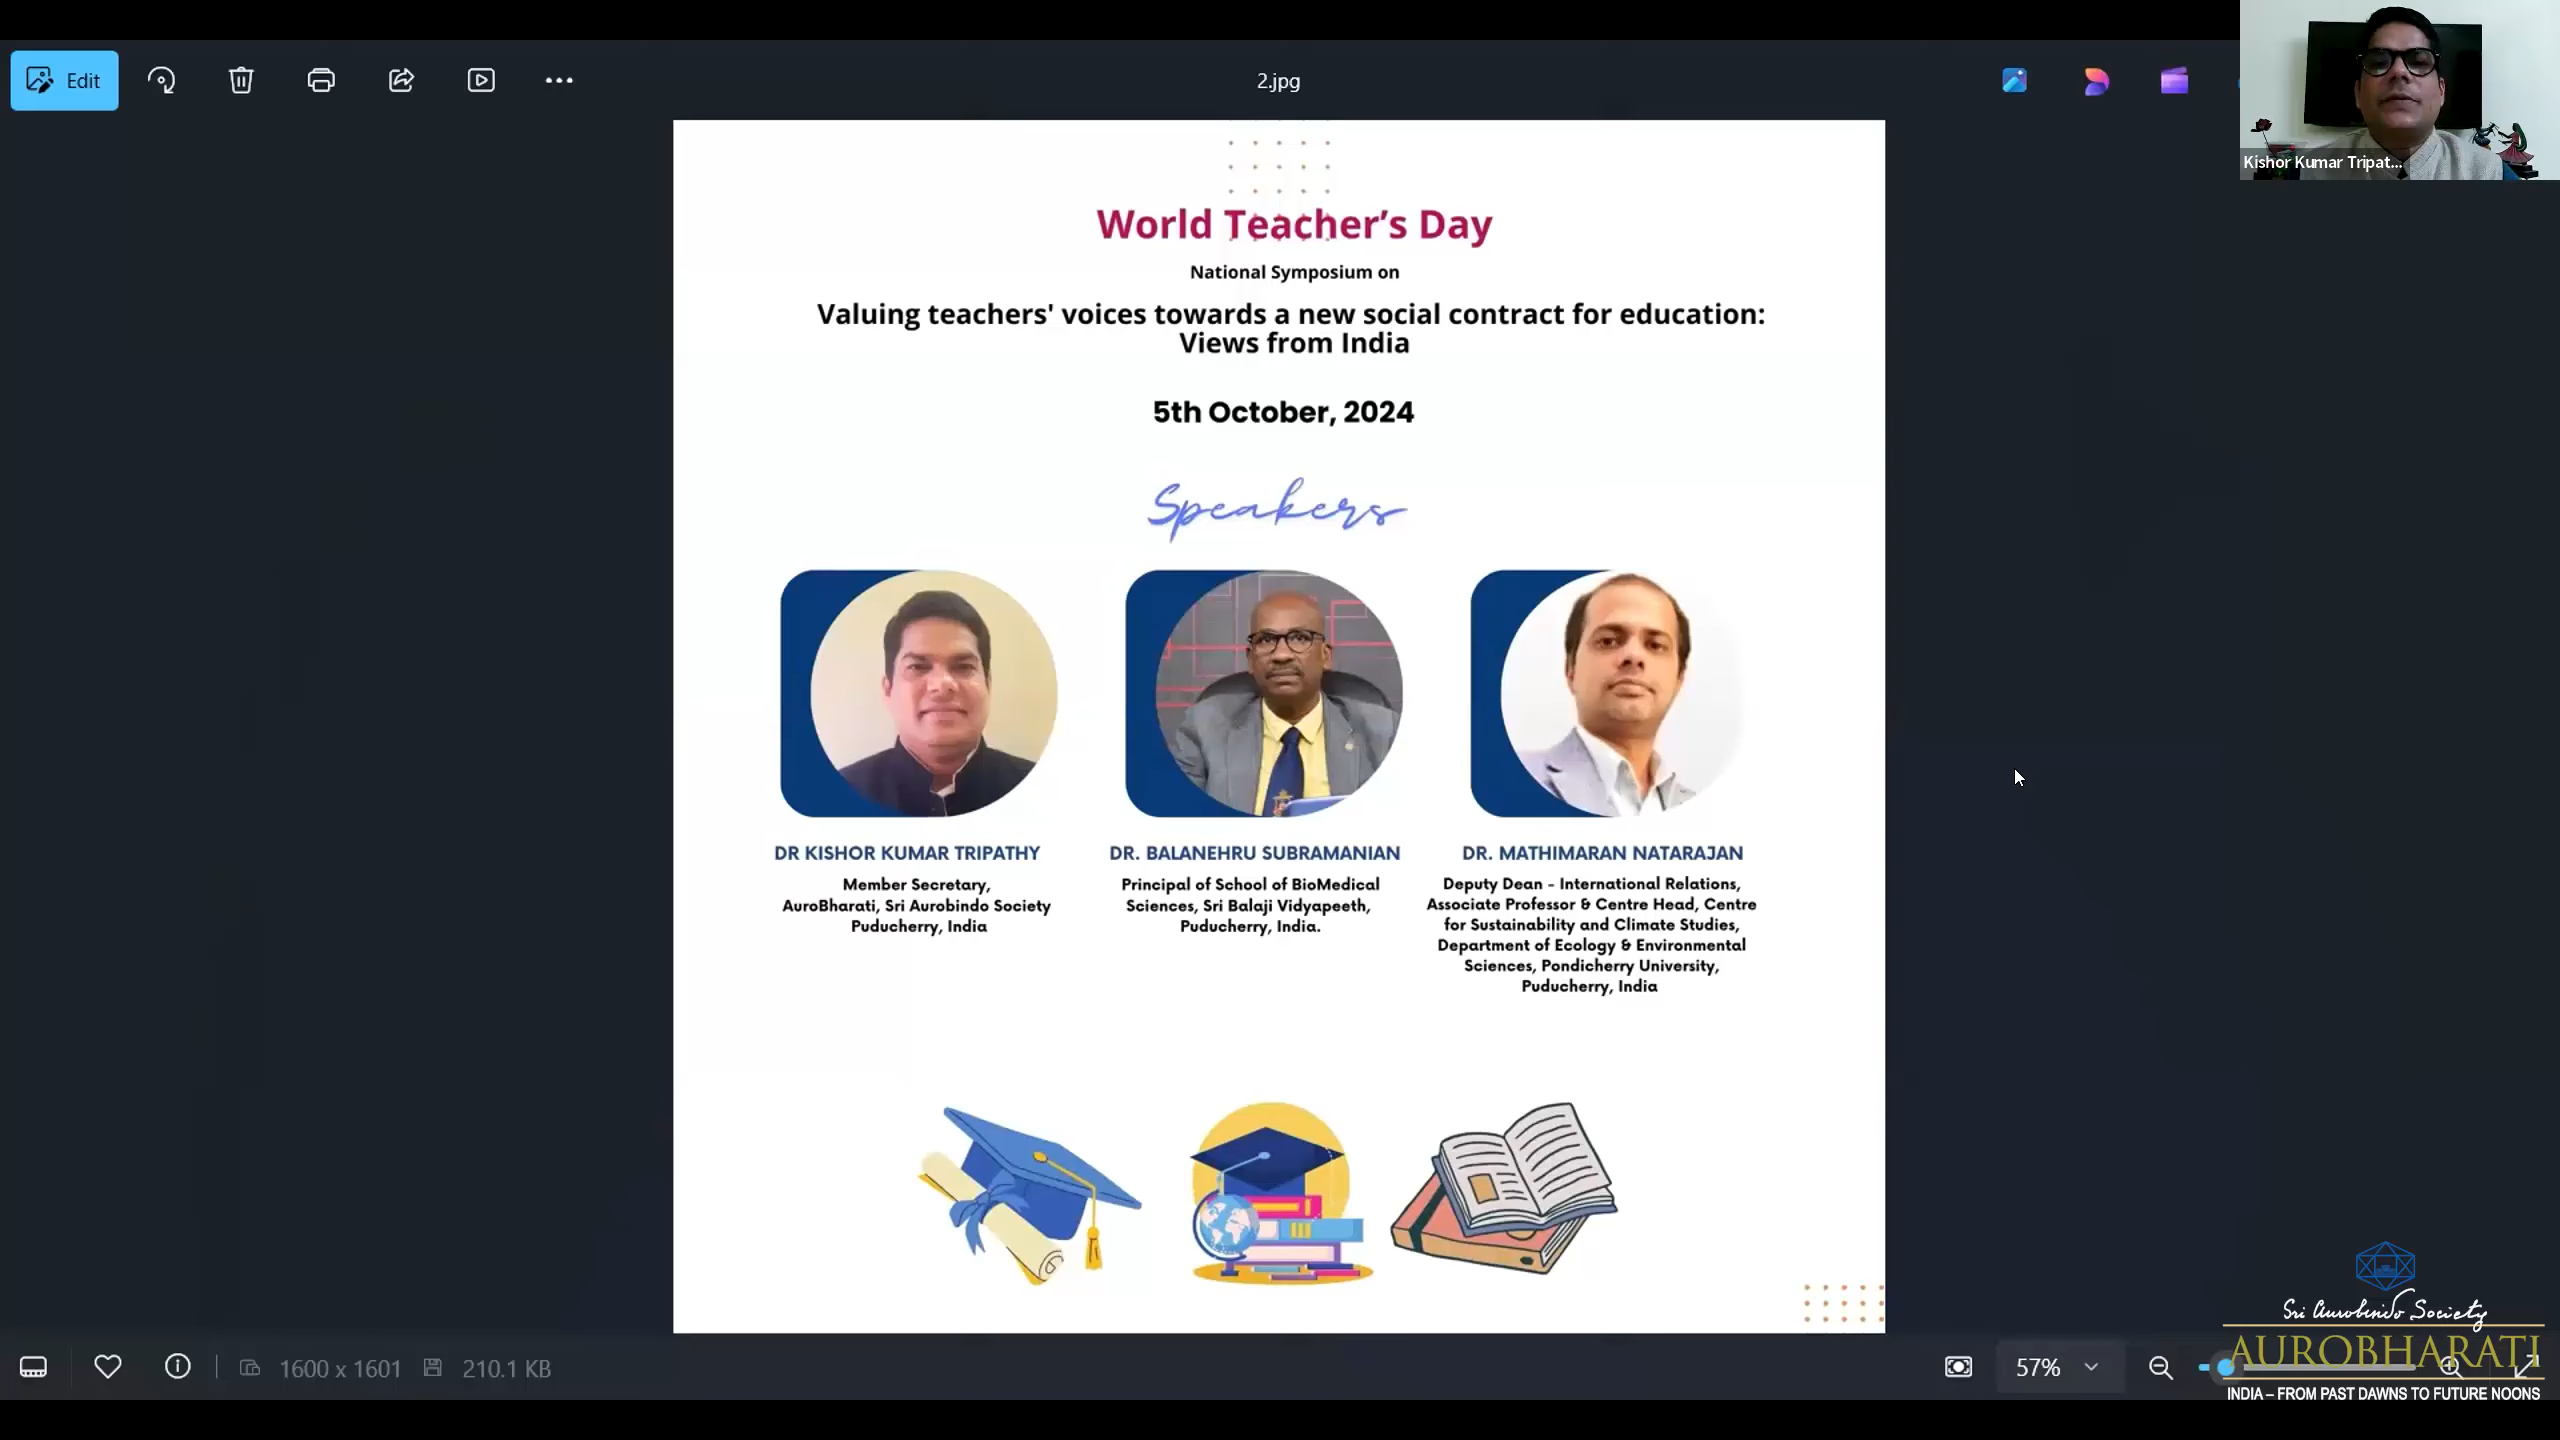 Edit
2.jpg
Kishor Kumar Tripat...
World Teacher's Day
National Symposium on
Valuing teachers' voices towards a new social contract for education:
Views from India
5th October, 2024
Speakers
DR KISHOR KUMAR TRIPATHY
Member Secretary,
AuroBharati, Sri Aurobindo Society
Puducherry, India
DR. BALANEHRU SUBRAMANIAN
Principal of School of BioMedical
Sciences, Sri Balaji Vidyapeeth,
Puducherry, India.
DR. MATHIMARAN NATARAJAN
Deputy Dean - International Relations,
Associate Professor & Centre Head, Centre
for Sustainability and Climate Studies,
Department of Ecology & Environmental
Sciences, Pondicherry University,
Puducherry, India
Sri Aurobindo Society
AUROBHARATI
INDIA – FROM PAST DAWNS TO FUTURE NOONS
1600 x 1601
210.1 KB
57%